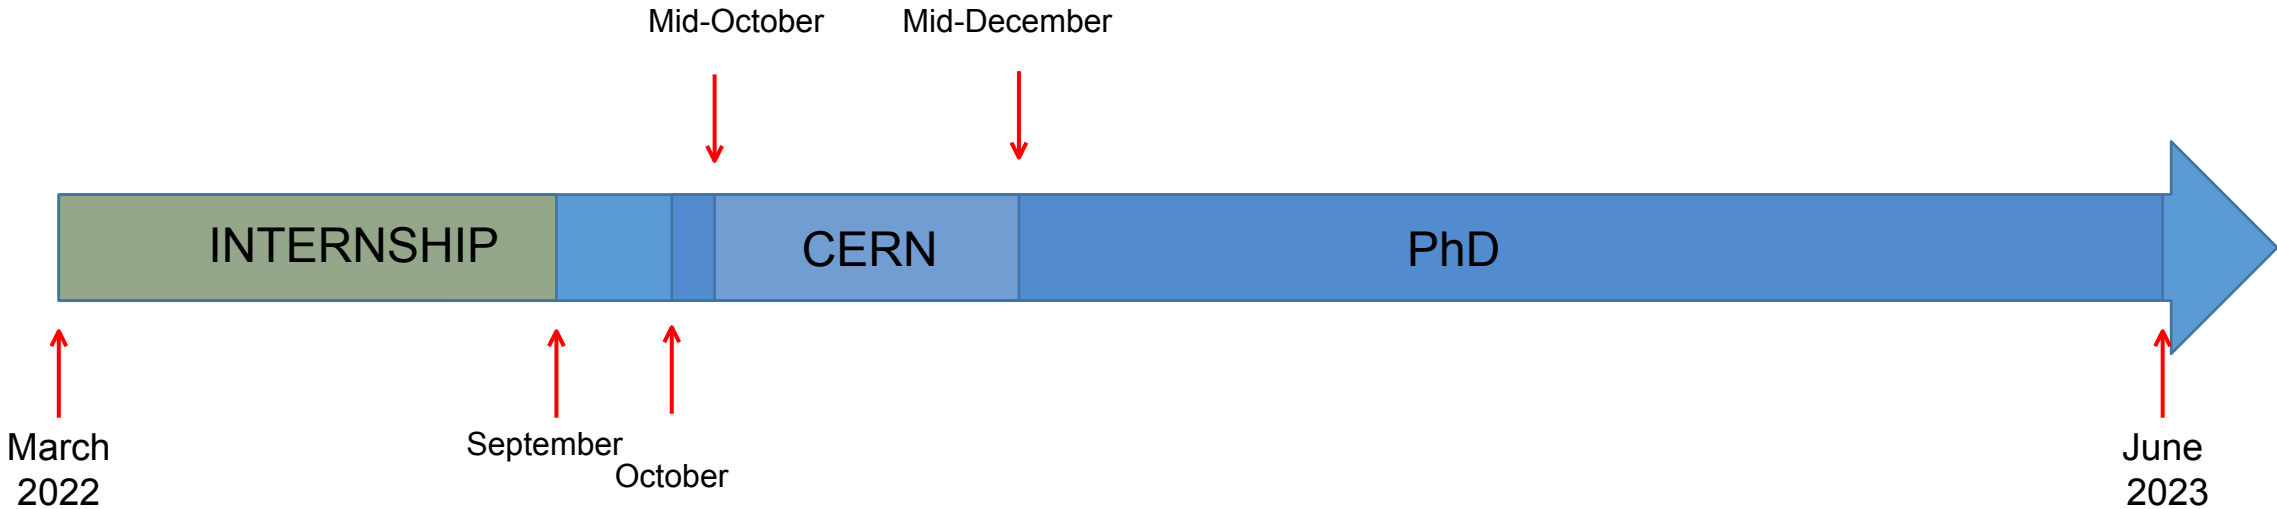 Mid-October
Mid-December
INTERNSHIP
CERN
PhD
March
2022
September
October
June
2023